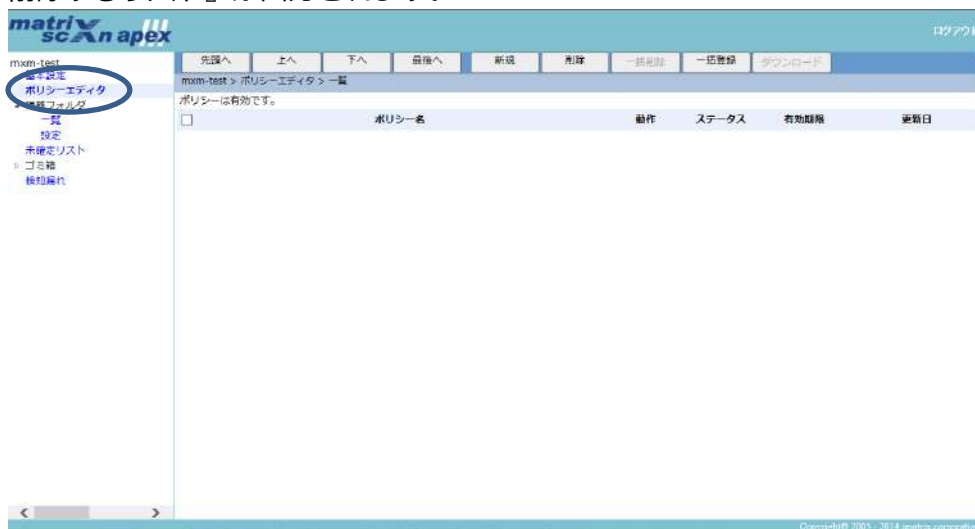 matrix
scan apex
ログアウト
mxm-test
基本設定
ポリシーエディタ
隔離フォルダ
一覧
設定
未確定リスト
ゴミ箱
検知漏れ
先頭へ 上へ 下へ 最後へ 新規 削除 一括削除 一括登録 ダウンロード
mxm-test > ポリシーエディタ > 一覧
ポリシーは有効です。
ポリシー名 動作 ステータス 有効期限 更新日
Copyright© 2003 - 2014 imatrix corporation